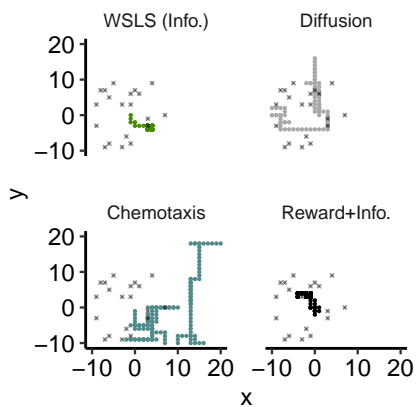 WSLS (Info.) Diffusion
20
10
0
−10
y
Chemotaxis Reward+Info.
20
10
0
−10
−10 0 10 20 −10 0 10 20
x